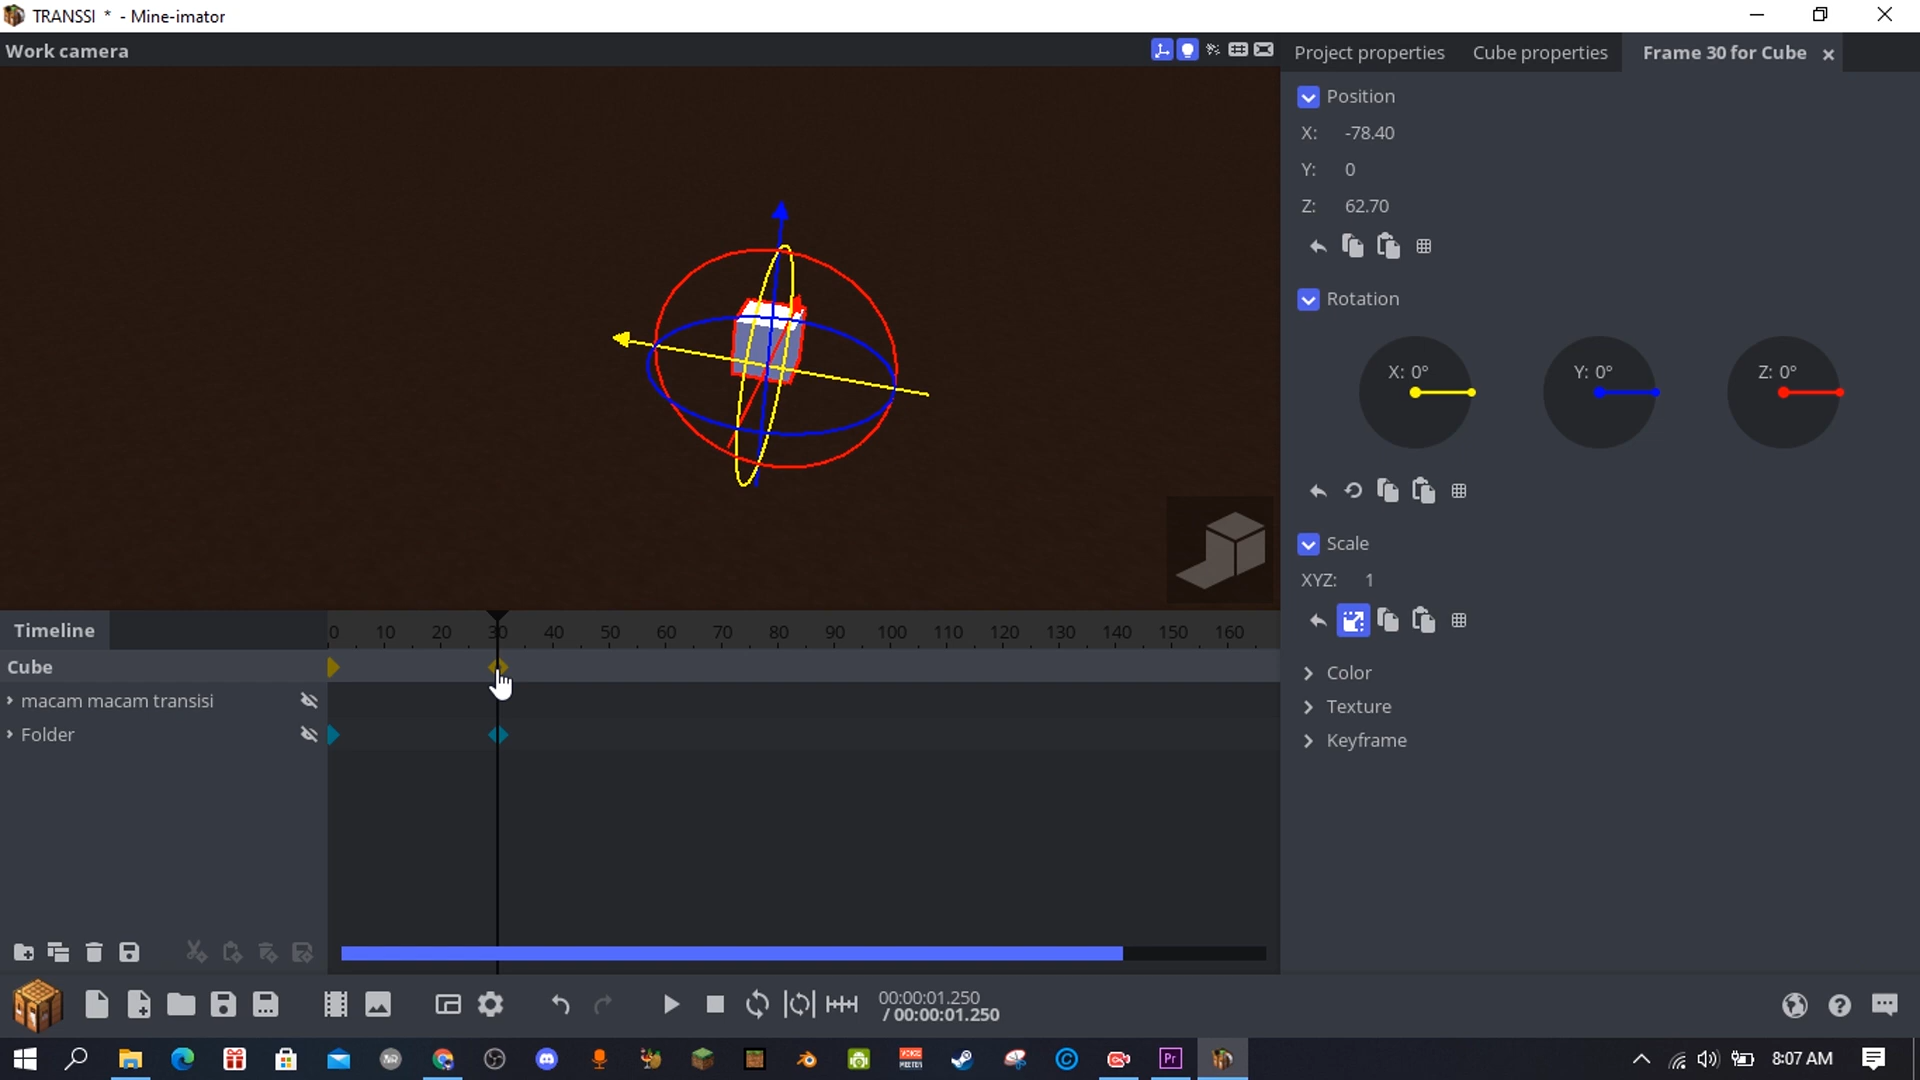 TRANSSI * - Mine-imator
Work camera
Project properties
Cube properties
Frame 30 for Cube
Position
X: -78.40
Y: 0
Z: 62.70
Rotation
X: 0°
Y: 0°
Z: 0°
Scale
XYZ: 1
Color
Texture
Keyframe
Timeline
0 10 20 30 40 50 60 70 80 90 100 110 120 130 140 150 160
Cube
macam macam transisi
Folder
00:00:01.250
/ 00:00:01.250
Pr
8:07 AM